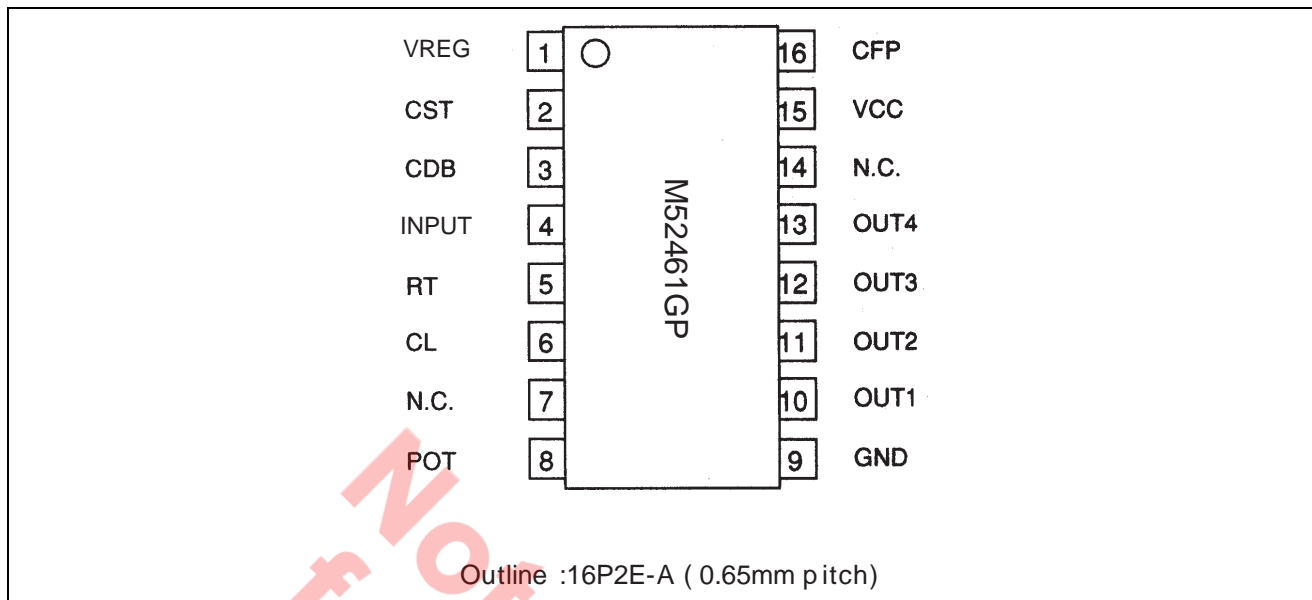 VREG 1 16 CFP
CST 2 15 VCC
CDB 3 14 N.C.
INPUT 4 13 OUT4
RT 5 12 OUT3
CL 6 11 OUT2
N.C. 7 10 OUT1
POT 8 9 GND
M52461GP
Not
f
Outline :16P2E-A ( 0.65mm pitch)